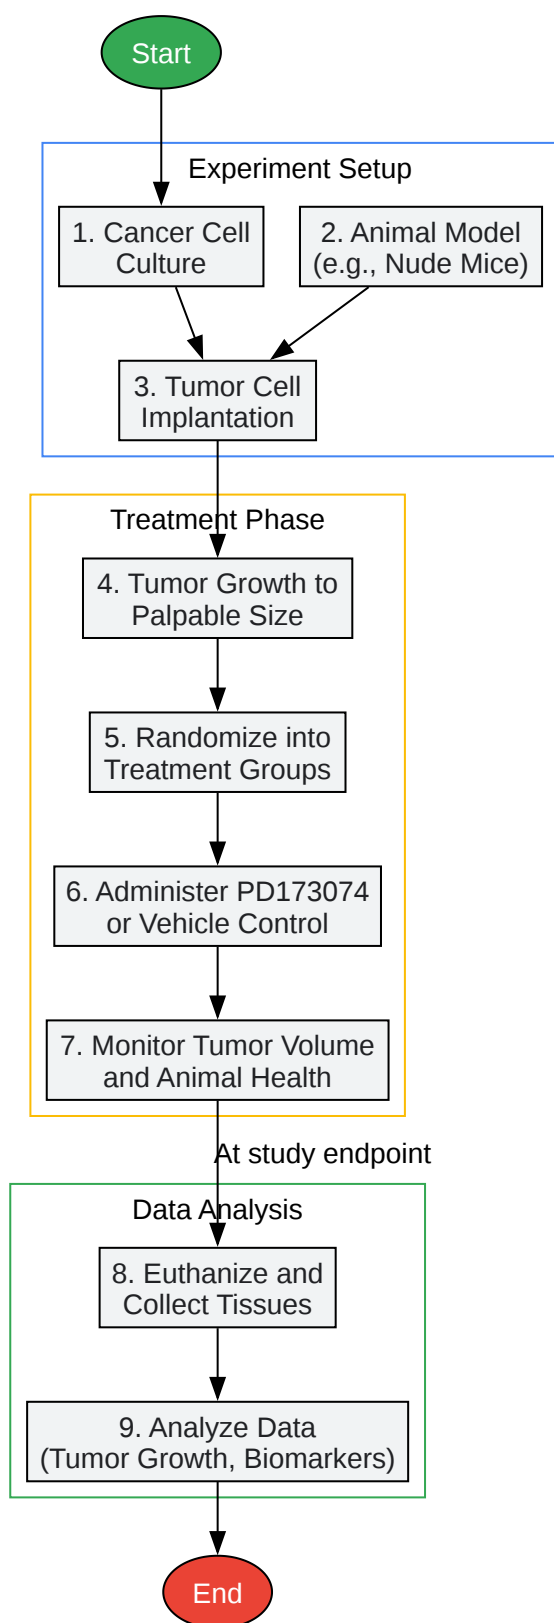 Start
Experiment Setup
1. Cancer Cell
Culture
2. Animal Model
(e.g., Nude Mice)
3. Tumor Cell
Implantation
Treatment Phase
4. Tumor Growth to
Palpable Size
5. Randomize into
Treatment Groups
6. Administer PD173074
or Vehicle Control
7. Monitor Tumor Volume
and Animal Health
At study endpoint
Data Analysis
8. Euthanize and
Collect Tissues
9. Analyze Data
(Tumor Growth, Biomarkers)
End